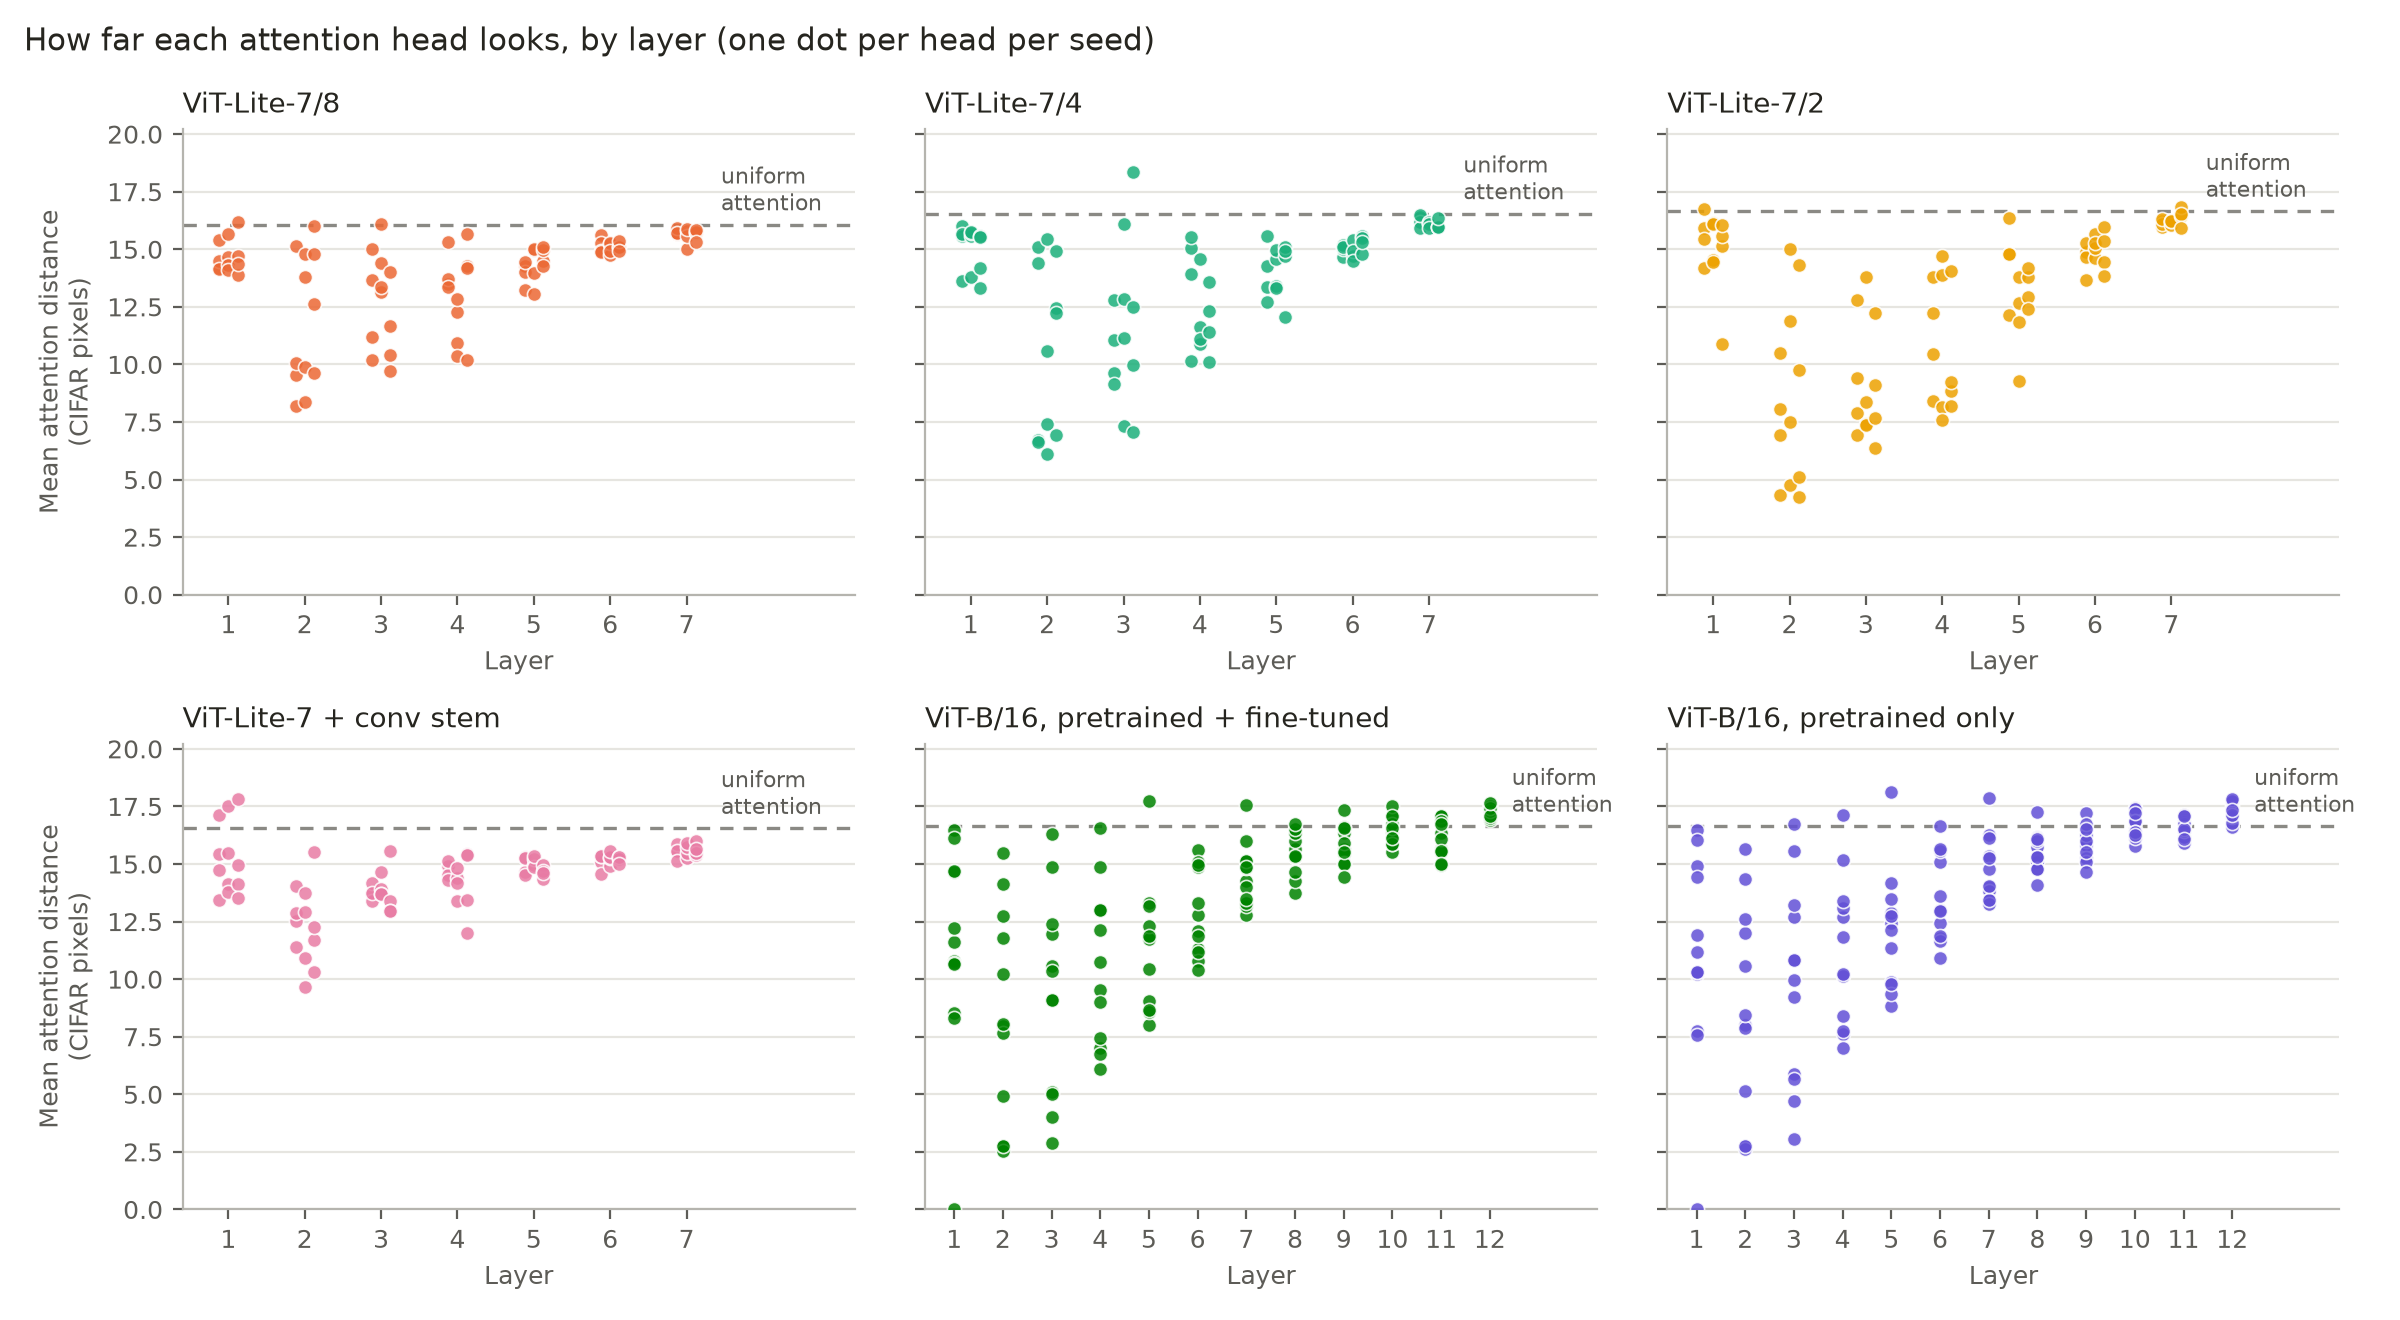 How far each attention head looks, by layer (one dot per head per seed)
ViT-Lite-7/8
ViT-Lite-7/4
ViT-Lite-7/2
Mean attention distance
(CIFAR pixels)
20.0
17.5
15.0
12.5
10.0
7.5
5.0
2.5
0.0
uniform
attention
uniform
attention
uniform
attention
1 2 3 4 5 6 7
1 2 3 4 5 6 7
1 2 3 4 5 6 7
Layer
Layer
Layer
ViT-Lite-7 + conv stem
ViT-B/16, pretrained + fine-tuned
ViT-B/16, pretrained only
Mean attention distance
(CIFAR pixels)
20.0
17.5
15.0
12.5
10.0
7.5
5.0
2.5
0.0
uniform
attention
uniform
attention
uniform
attention
1 2 3 4 5 6 7
1 2 3 4 5 6 7 8 9 10 11 12
1 2 3 4 5 6 7 8 9 10 11 12
Layer
Layer
Layer